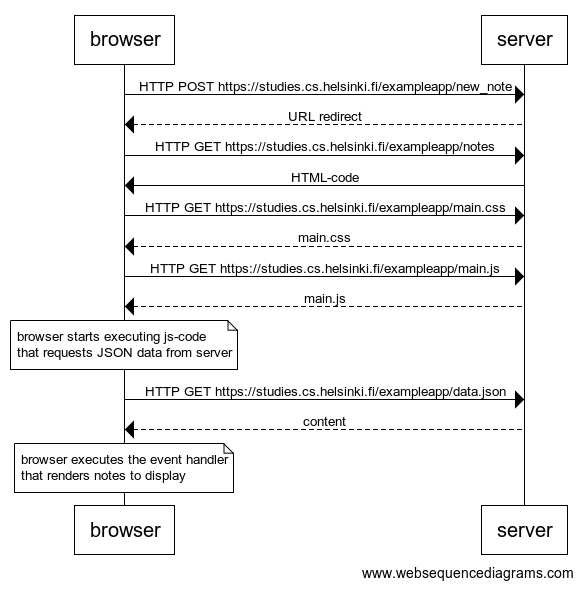 browser server
HTTP POST https://studies.cs.helsinki.fi/exampleapp/new_note
URL redirect
HTTP GET https://studies.cs.helsinki.fi/exampleapp/notes
HTML-code
HTTP GET https://studies.cs.helsinki.fi/exampleapp/main.css
main.css
HTTP GET https://studies.cs.helsinki.fi/exampleapp/main.js
main.js
browser starts executing js-code
that requests JSON data from server
HTTP GET https://studies.cs.helsinki.fi/exampleapp/data.json
content
browser executes the event handler
that renders notes to display
browser server
www.websequencediagrams.com